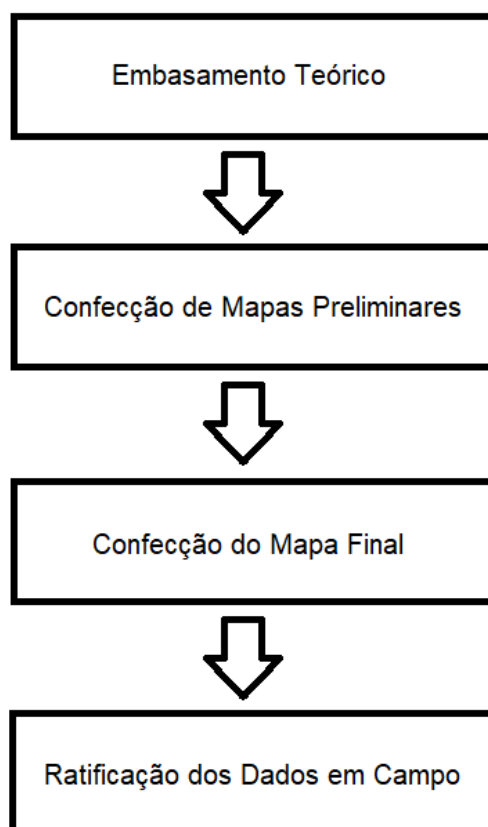 Embasamento Teórico
Confecção de Mapas Preliminares
Confecção do Mapa Final
Ratificação dos Dados em Campo